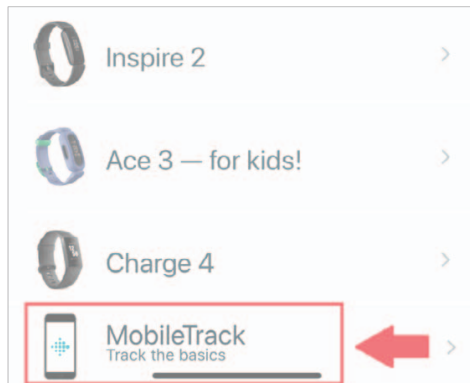 Inspire 2
Ace 3 — for kids!
Charge 4
MobileTrack
Track the basics